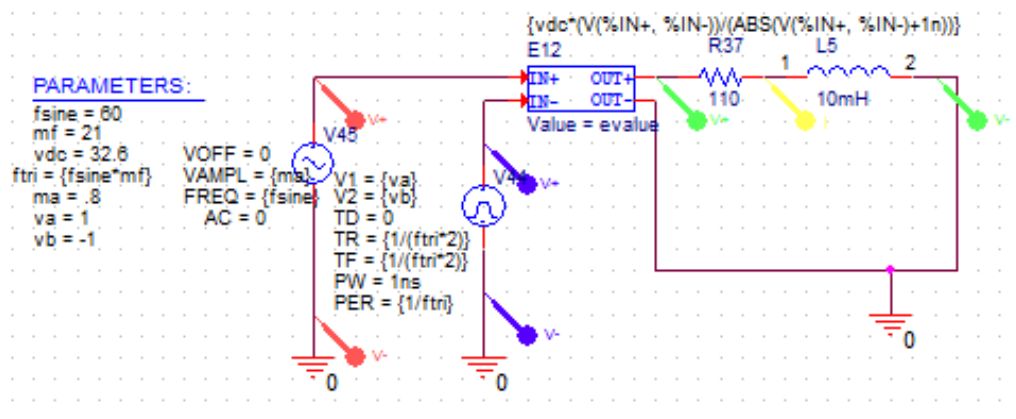 {vdc*(V(%IN+, %IN-))/(ABS(V(%IN+, %IN-)+1n))}
E12
R37
L5
1
2
IN+
OUT+
IN-
OUT-
110
10mH
Value = evalue
PARAMETERS:
fsine = 60
mf = 21
vdc = 32.6
ftri = {fsine*mf}
ma = .8
va = 1
vb = -1
V+
V45
VOFF = 0
VAMPL = {ma}
FREQ = {fsine}
AC = 0
V-
0
V+
V1 = {va}
V2 = {vb}
TD = 0
TR = {1/(ftri*2)}
TF = {1/(ftri*2)}
PW = 1ns
PER = {1/ftri}
V-
0
V+
I
V-
0